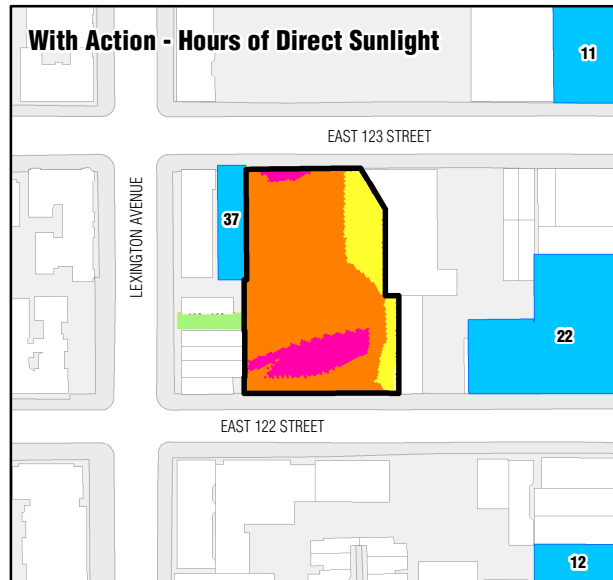 With Action - Hours of Direct Sunlight
11
EAST 123 STREET
LEXINGTON AVENUE
37
22
EAST 122 STREET
12